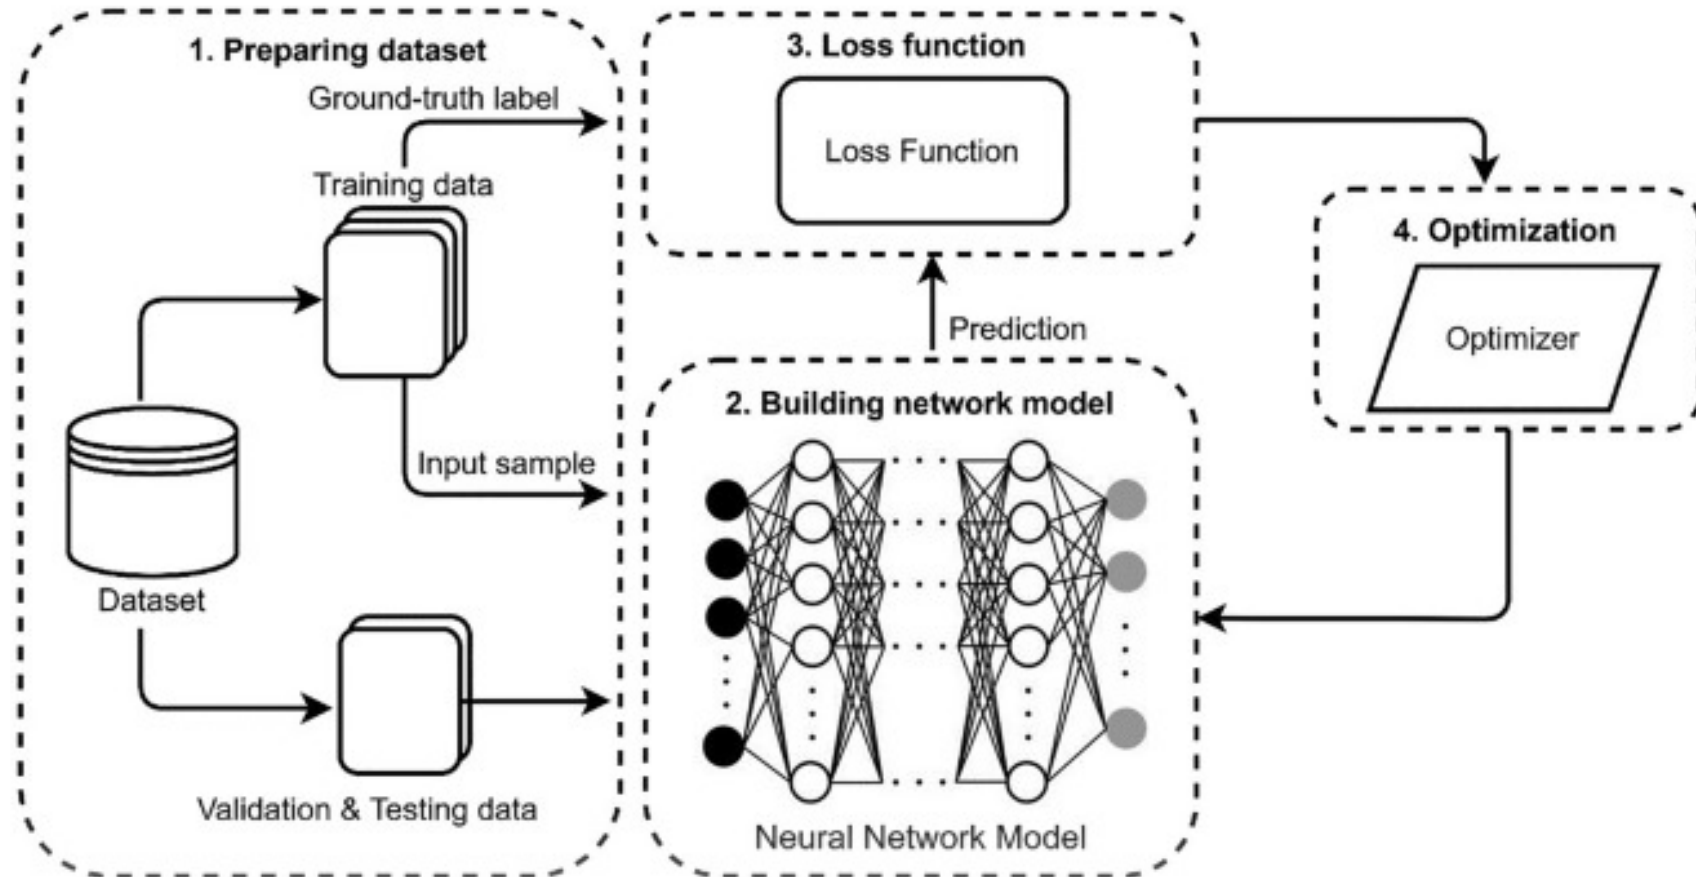 1. Preparing dataset
Ground-truth label
Training data
Input sample
Dataset
Validation & Testing data
3. Loss function
Loss Function
Prediction
2. Building network model
Neural Network Model
4. Optimization
Optimizer